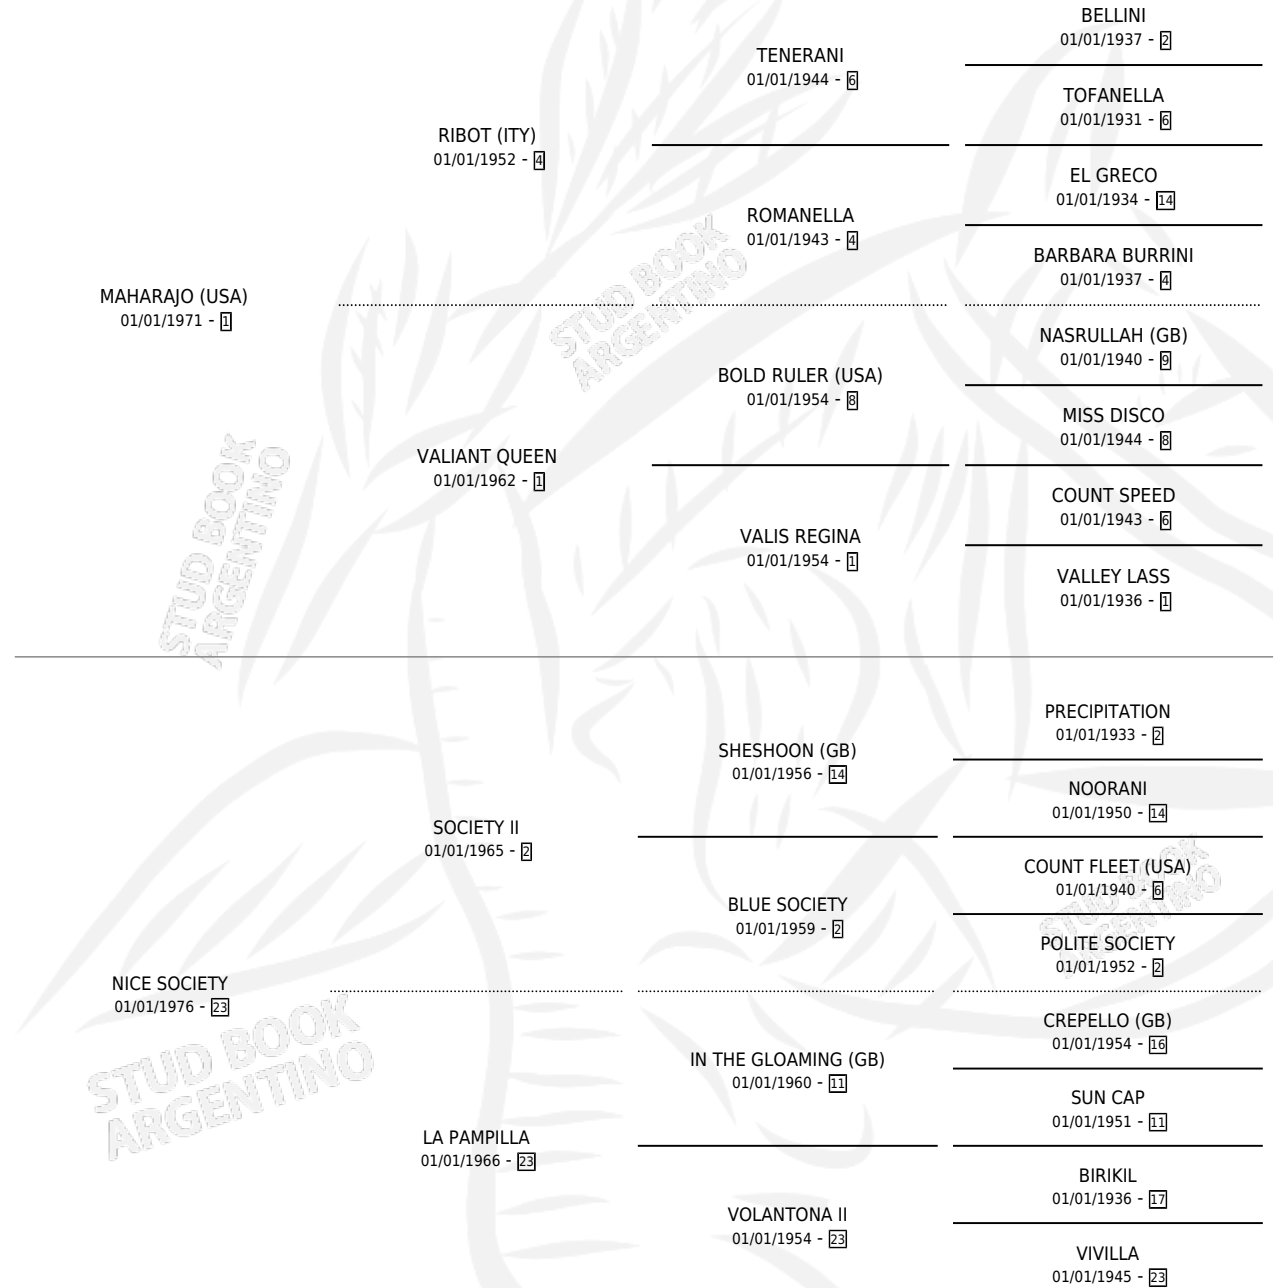 BELLINI
01/01/1937 - 2
TENERANI
01/01/1944 - 6
TOFANELLA
01/01/1931 - 6
RIBOT (ITY)
01/01/1952 - 4
EL GRECO
01/01/1934 - 14
ROMANELLA
01/01/1943 - 4
BARBARA BURRINI
01/01/1937 - 4
MAHARAJO (USA)
01/01/1971 - 1
NASRULLAH (GB)
01/01/1940 - 9
BOLD RULER (USA)
01/01/1954 - 8
MISS DISCO
01/01/1944 - 8
VALIANT QUEEN
01/01/1962 - 1
COUNT SPEED
01/01/1943 - 6
VALIS REGINA
01/01/1954 - 1
VALLEY LASS
01/01/1936 - 1
PRECIPITATION
01/01/1933 - 2
SHESHOON (GB)
01/01/1956 - 14
NOORANI
01/01/1950 - 14
SOCIETY II
01/01/1965 - 2
COUNT FLEET (USA)
01/01/1940 - 6
BLUE SOCIETY
01/01/1959 - 2
POLITE SOCIETY
01/01/1952 - 2
NICE SOCIETY
01/01/1976 - 23
CREPELLO (GB)
01/01/1954 - 16
IN THE GLOAMING (GB)
01/01/1960 - 11
SUN CAP
01/01/1951 - 11
LA PAMPILLA
01/01/1966 - 23
BIRIKIL
01/01/1936 - 17
VOLANTONA II
01/01/1954 - 23
VIVILLA
01/01/1945 - 23
STUD BOOK
ARGENTINO
STUD BOOK
ARGENTINO
STUD BOOK
ARGENTINO
STUD BOOK
ARGENTINO